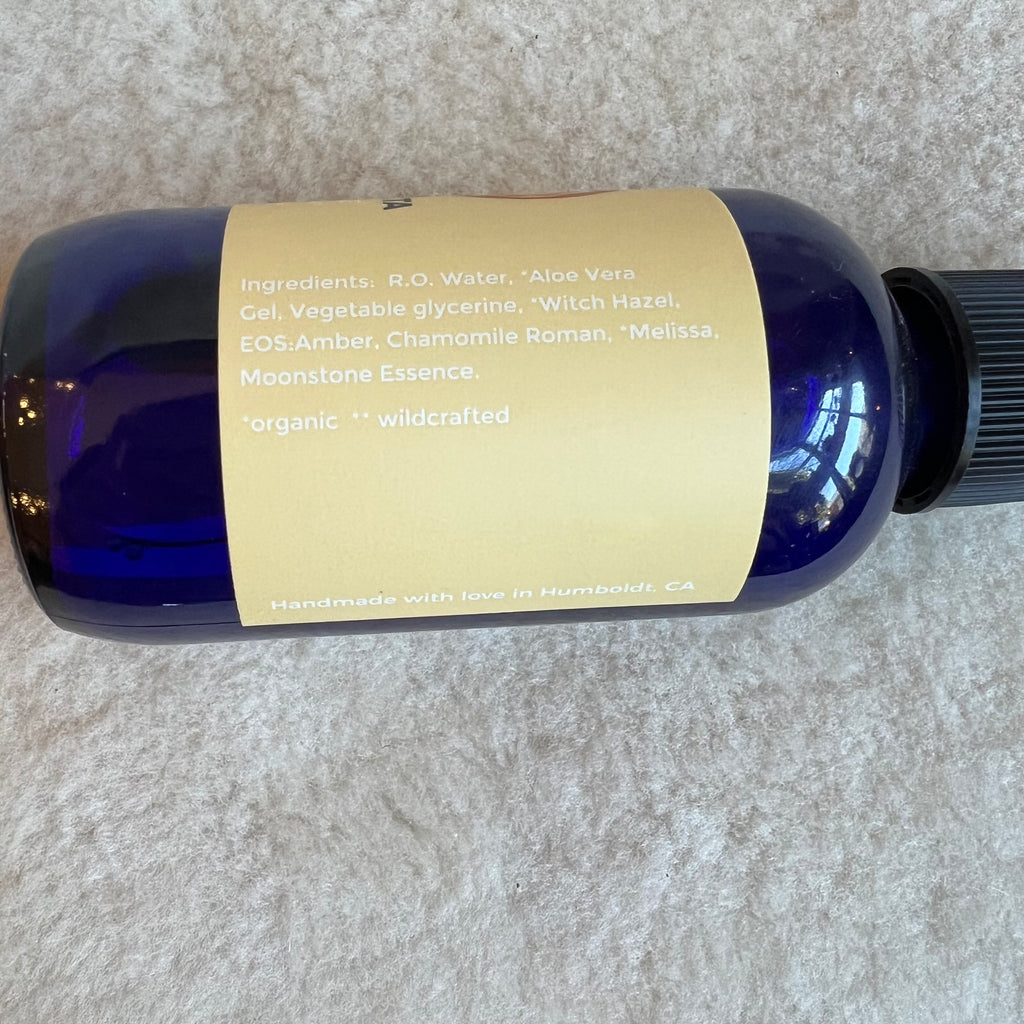 Ingredients: R.O. Water, *Aloe Vera
Gel, Vegetable glycerine, *Witch Hazel,
EOS:Amber, Chamomile Roman, *Melissa,
Moonstone Essence.
*organic ** wildcrafted
Handmade with love in Humboldt, CA